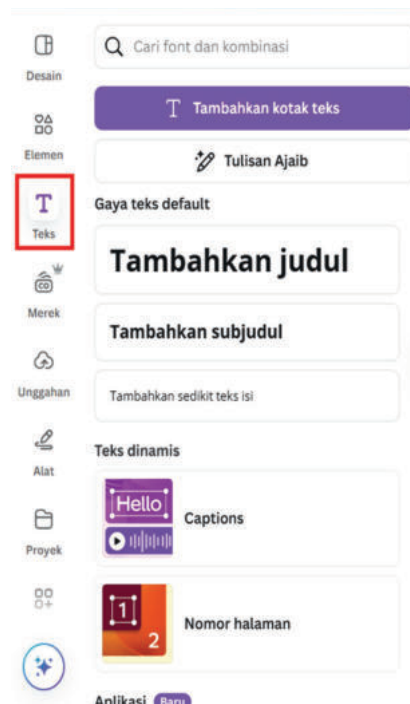 Desain
Elemen
T
Teks
CO
Merek
Unggahan
Alat
Proyek
Cari font dan kombinasi
T Tambahkan kotak teks
Tulisan Ajaib
Gaya teks default
Tambahkan judul
Tambahkan subjudul
Tambahkan sedikit teks isi
Teks dinamis
Hello
Captions
1
2
Nomor halaman
Aplikasi Baru